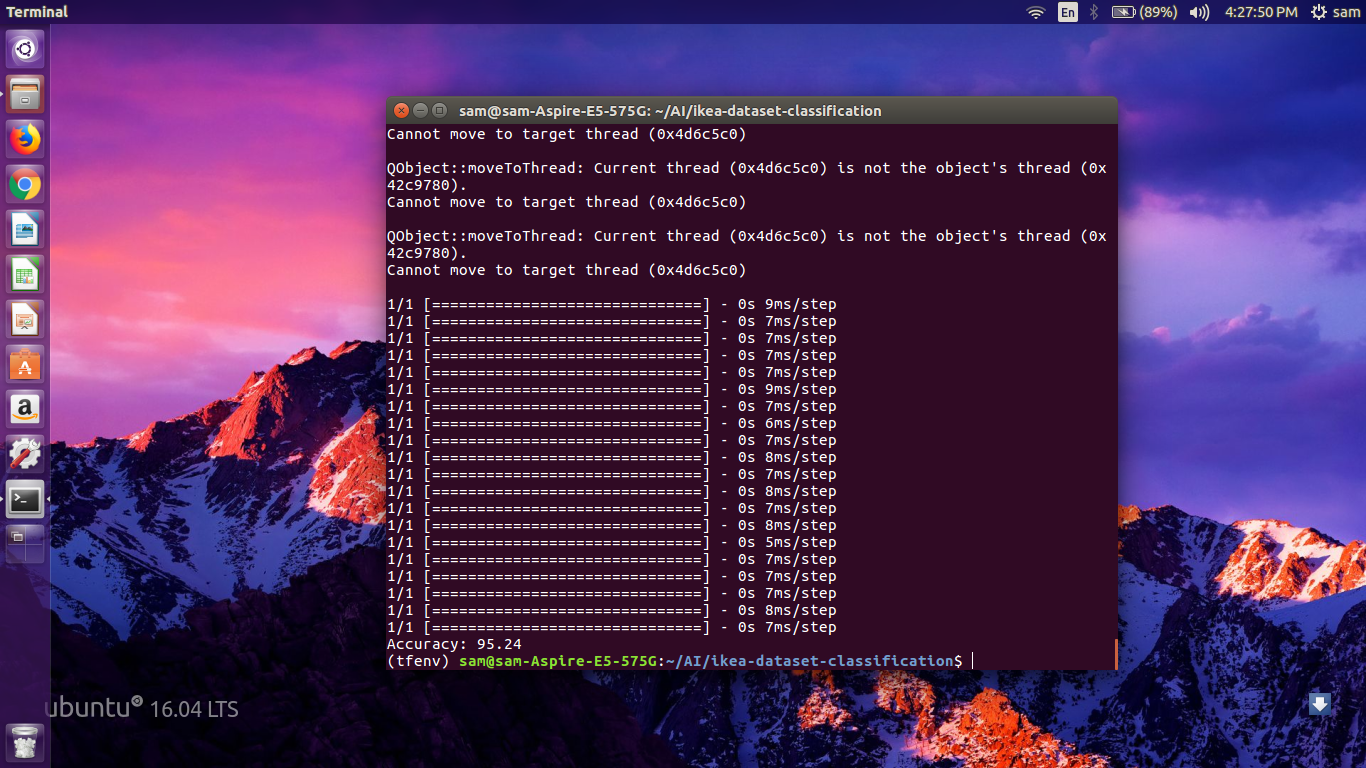 Terminal
En
(89%)
4:27:50 PM
sam
sam@sam-Aspire-E5-575G: ~/AI/ikea-dataset-classification
Cannot move to target thread (0x4d6c5c0)
QObject::moveToThread: Current thread (0x4d6c5c0) is not the object's thread (0x
42c9780).
Cannot move to target thread (0x4d6c5c0)
QObject::moveToThread: Current thread (0x4d6c5c0) is not the object's thread (0x
42c9780).
Cannot move to target thread (0x4d6c5c0)
1/1 [==============================] - 0s 9ms/step
1/1 [==============================] - 0s 7ms/step
1/1 [==============================] - 0s 7ms/step
1/1 [==============================] - 0s 7ms/step
1/1 [==============================] - 0s 7ms/step
1/1 [==============================] - 0s 9ms/step
1/1 [==============================] - 0s 7ms/step
1/1 [==============================] - 0s 6ms/step
1/1 [==============================] - 0s 7ms/step
1/1 [==============================] - 0s 8ms/step
1/1 [==============================] - 0s 7ms/step
1/1 [==============================] - 0s 8ms/step
1/1 [==============================] - 0s 7ms/step
1/1 [==============================] - 0s 8ms/step
1/1 [==============================] - 0s 5ms/step
1/1 [==============================] - 0s 7ms/step
1/1 [==============================] - 0s 7ms/step
1/1 [==============================] - 0s 7ms/step
1/1 [==============================] - 0s 8ms/step
1/1 [==============================] - 0s 7ms/step
Accuracy: 95.24
(tfenv) sam@sam-Aspire-E5-575G:~/AI/ikea-dataset-classification$
ubuntu 16.04 LTS